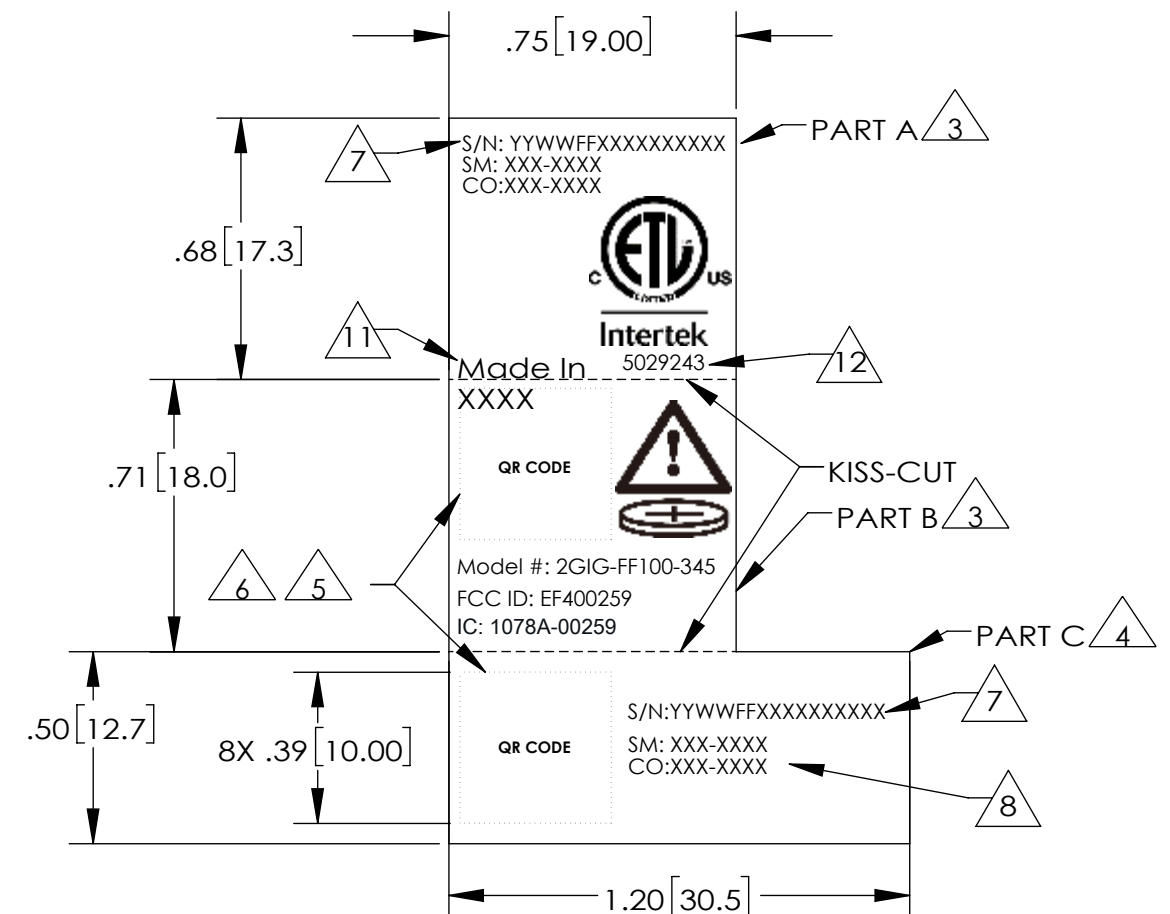 .75[19.00]
PART A 3
7
S/N: YYWWFFXXXXXXXXXX
SM: XXX-XXXX
CO:XXX-XXXX
.68[17.3]
ETL
C US
LISTED
Intertek
11
Made In
5029243
12
XXXX
QR CODE
KISS-CUT
.71[18.0]
PART B 3
6 5
Model #: 2GIG-FF100-345
FCC ID: EF400259
IC: 1078A-00259
PART C 4
7
.50[12.7]
8X .39[10.00]
QR CODE
S/N:YYWWFFXXXXXXXXXX
SM: XXX-XXXX
CO:XXX-XXXX
8
1.20[30.5]